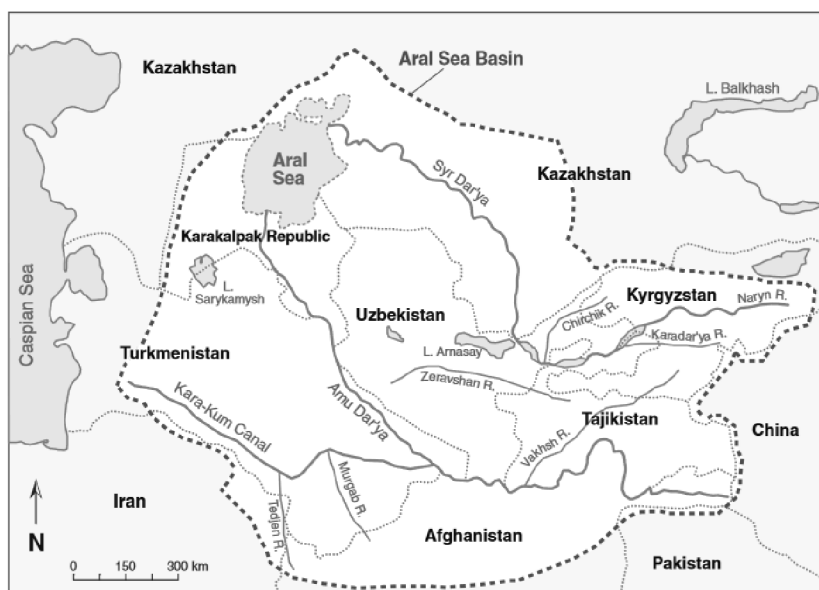 Kazakhstan
Aral Sea Basin
L. Balkhash
Aral
Sea
Syr Dar'ya
Kazakhstan
Karakalpak Republic
Caspian Sea
L.
Sarykamysh
Uzbekistan
Kyrgyzstan
Naryn R.
Chirchik R.
Karadar'ya R.
L. Arnasay
Turkmenistan
Zeravshan R.
Kara-Kum Canal
Amu Dar'ya
Tajikistan
Vakhsh R.
China
Iran
Murgab R.
Tedjen R.
Afghanistan
Pakistan
N
0 150 300 km